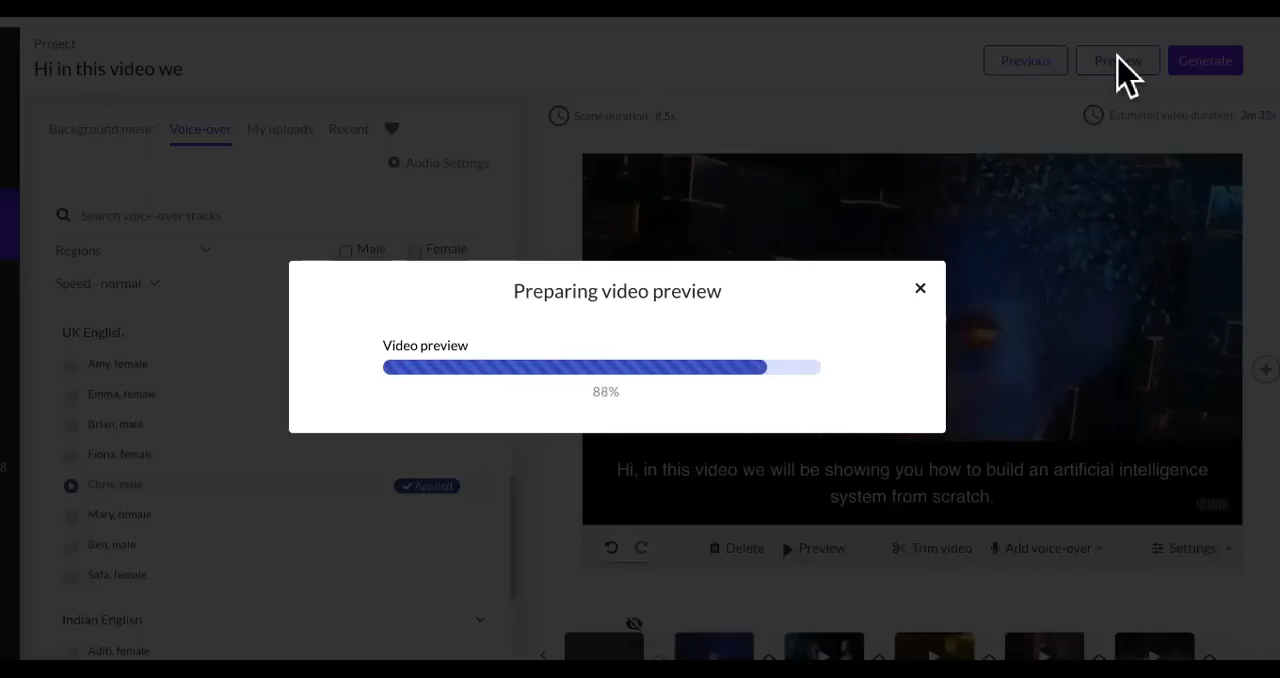 Project
Hi in this video we
Previous
Preview
Generate
Background music
Voice-over
My uploads
Recent
Audio Settings
Scene duration 8.5s
Estimated video duration: 3m 32s
Search voice-over tracks
Regions
Male
Female
Speed - normal
Preparing video preview
Video preview
88%
UK English
Amy, female
Emma, female
Brian, male
Fiona, female
Chris, male
Applied
Mary, female
Ben, male
Safa, female
Indian English
Aditi, female
Hi, in this video we will be showing you how to build an artificial intelligence
system from scratch.
Delete
Preview
Trim video
Add voice-over
Settings